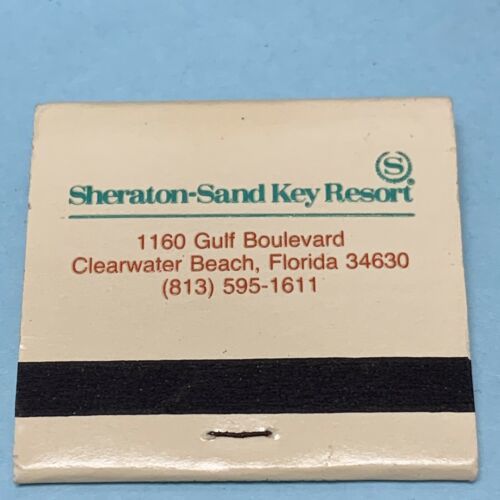 S
Sheraton-Sand Key Resort
1160 Gulf Boulevard
Clearwater Beach, Florida 34630
(813) 595-1611